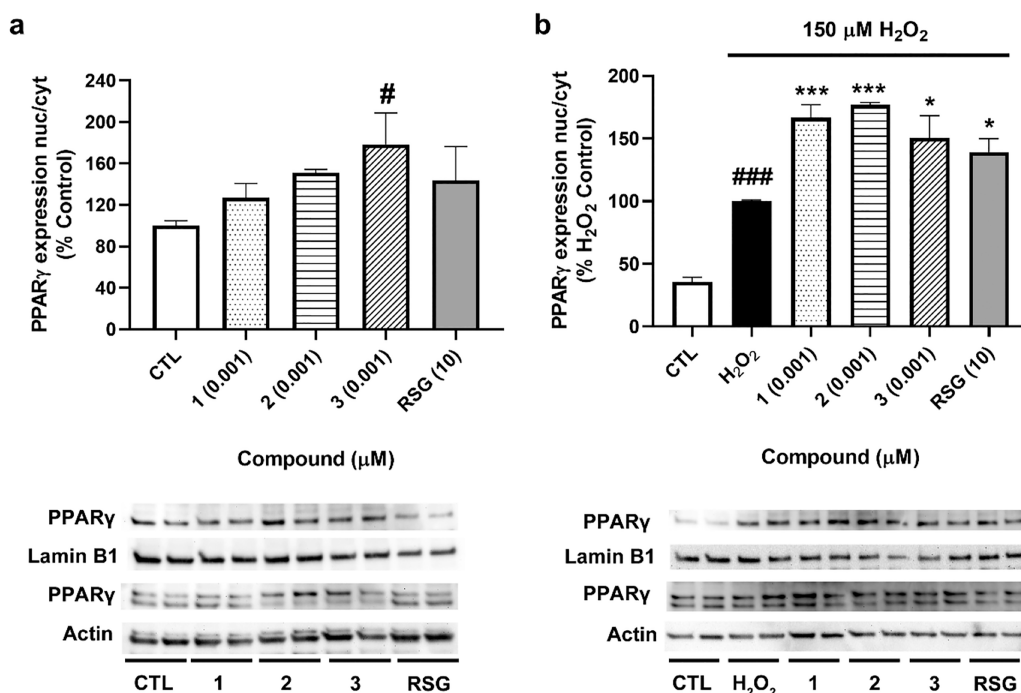 a
PPARγ expression nuc/cyt
(% Control)
240
200
160
120
80
40
0
#
CTL
1 (0.001)
2 (0.001)
3 (0.001)
RSG (10)
Compound (μM)
PPARγ
Lamin B1
PPARγ
Actin
CTL 1 2 3 RSG
b
150 μM H₂O₂
PPARγ expression nuc/cyt
(% H₂O₂ Control)
200
150
100
50
0
###
***
***
*
*
CTL
H₂O₂
1 (0.001)
2 (0.001)
3 (0.001)
RSG (10)
Compound (μM)
PPARγ
Lamin B1
PPARγ
Actin
CTL H₂O₂ 1 2 3 RSG